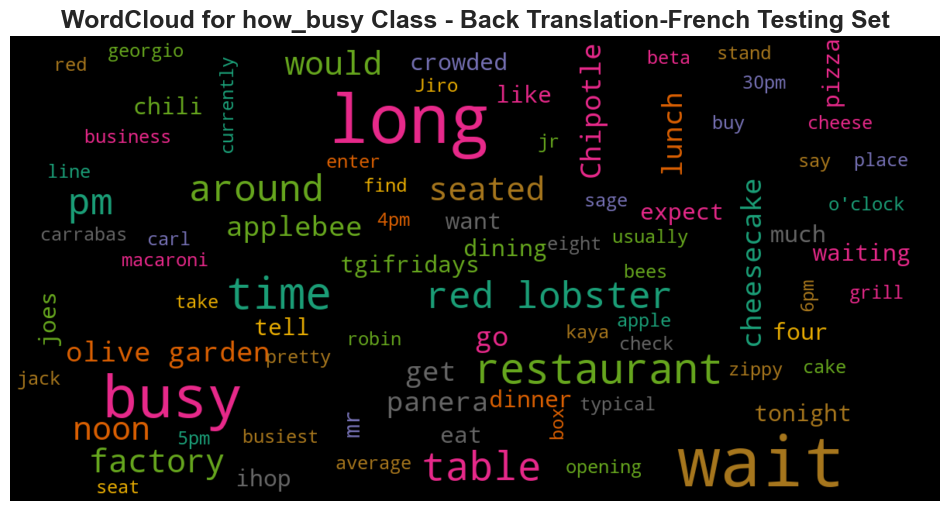 WordCloud for how_busy Class - Back Translation-French Testing Set
red georgio currently would crowded Jiro like Chipotle beta stand 30pm pizza
chili business long jr lunch buy cheese
line enter find say place
pm around seated sage expect o'clock
carrabas carl applebee 4pm want dining eight usually cheesecake much waiting
macaroni tgifridays bees
joes take time red lobster 6pm grill
tell robin go kaya apple check four
olive garden pretty restaurant zippy cake
jack busy get
panera dinner box typical tonight
noon 5pm busiest mr eat
factory ihop average table opening wait
seat